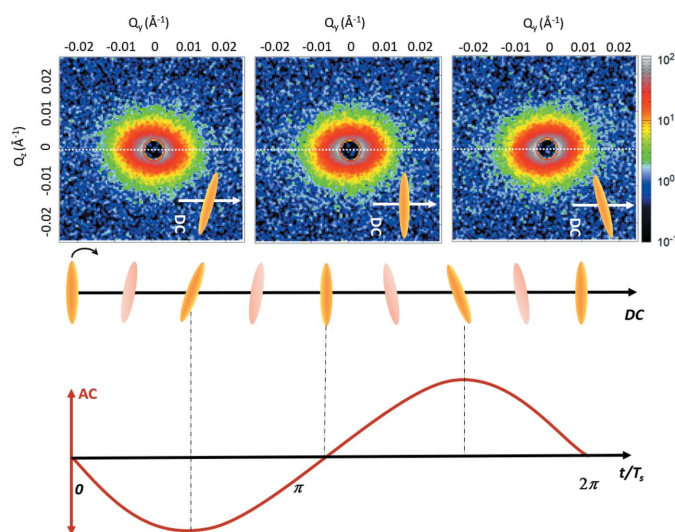 Qy (Å-1) Qy (Å-1) Qy (Å-1)
-0.02 -0.01 0 0.01 0.02 -0.02 -0.01 0 0.01 0.02 -0.02 -0.01 0 0.01 0.02
Qz (Å-1)
0.02
0.01
0
-0.01
-0.02
DC
DC
DC
10²
10¹
10⁰
10-1
DC
AC
t/Ts
0 π 2π